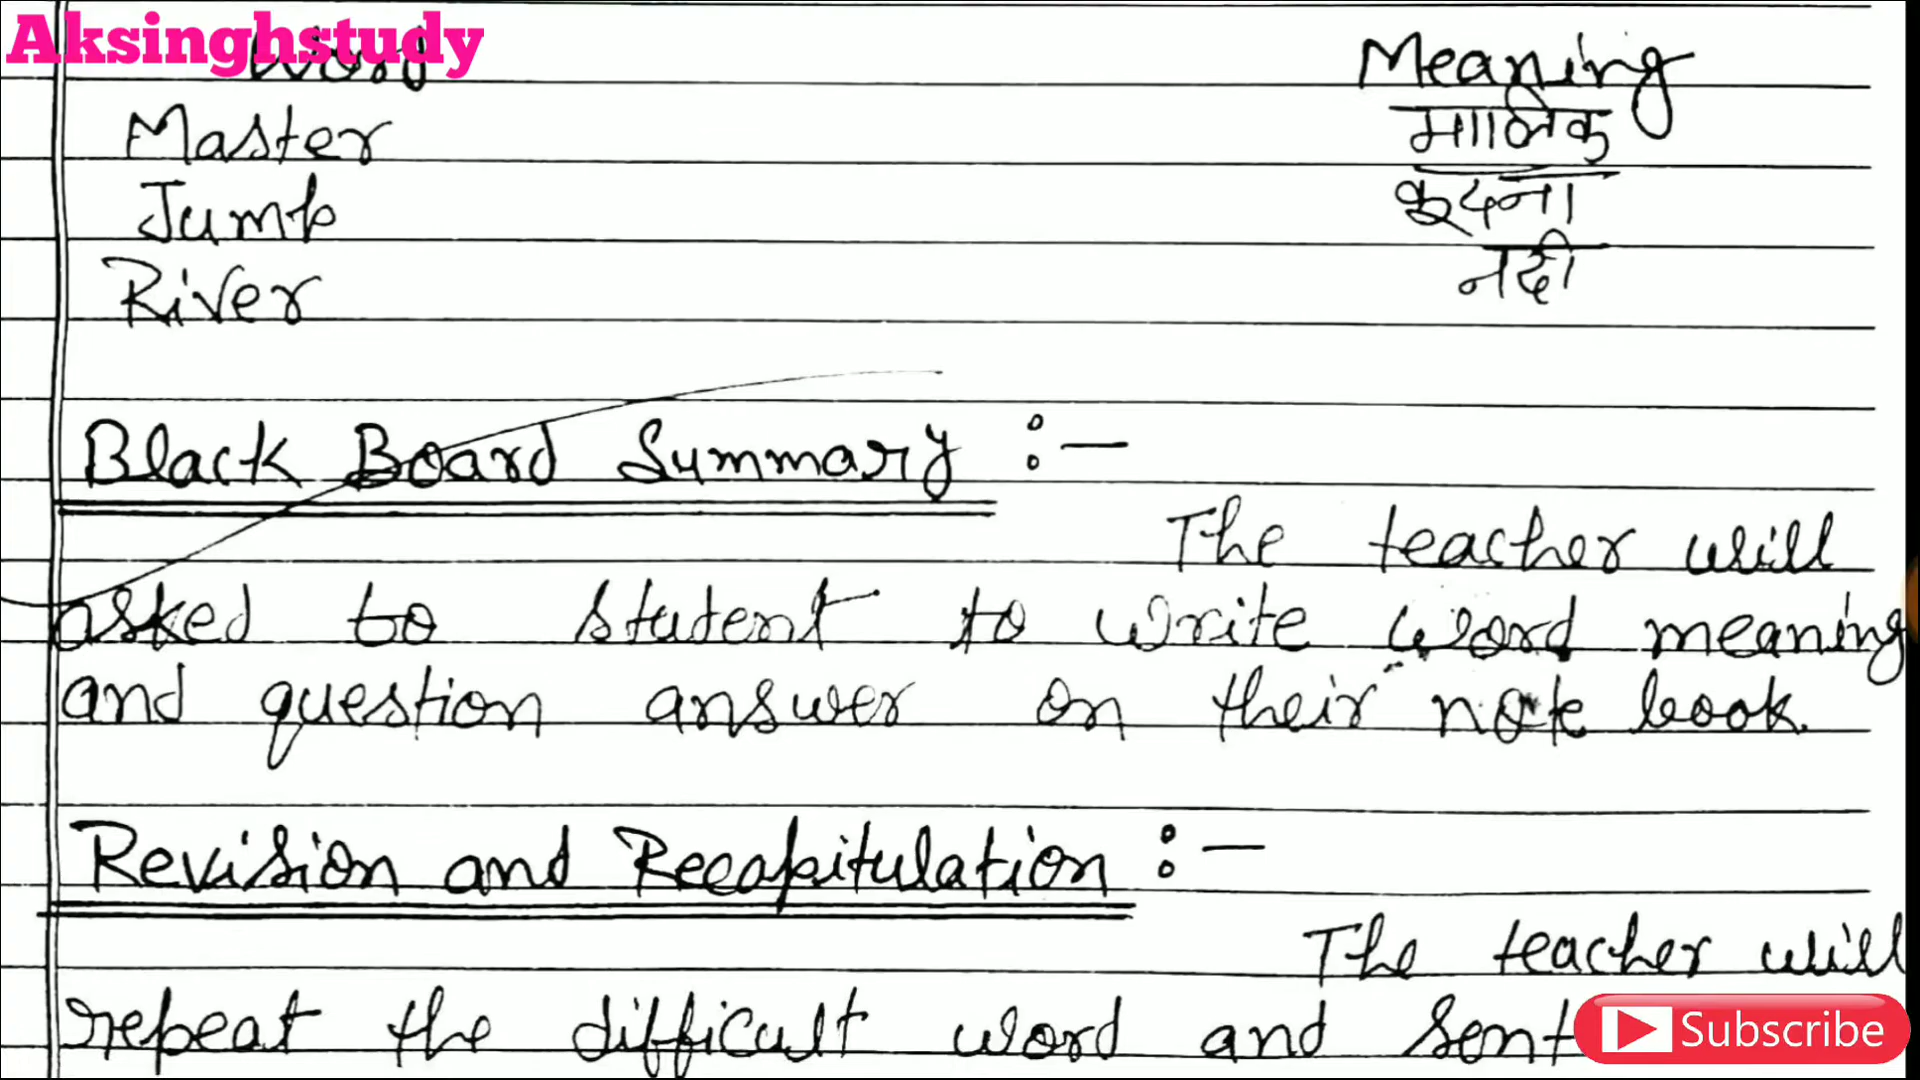 Aksinghstudy
Word Meaning
Master मालिक
Jump कूदना
River नदी
Black Board Summary :-
The teacher will
asked to student to write word meaning
and question answer on their note book.
Revision and Recapitulation :-
The teacher will
repeat the difficult word and sent
Subscribe